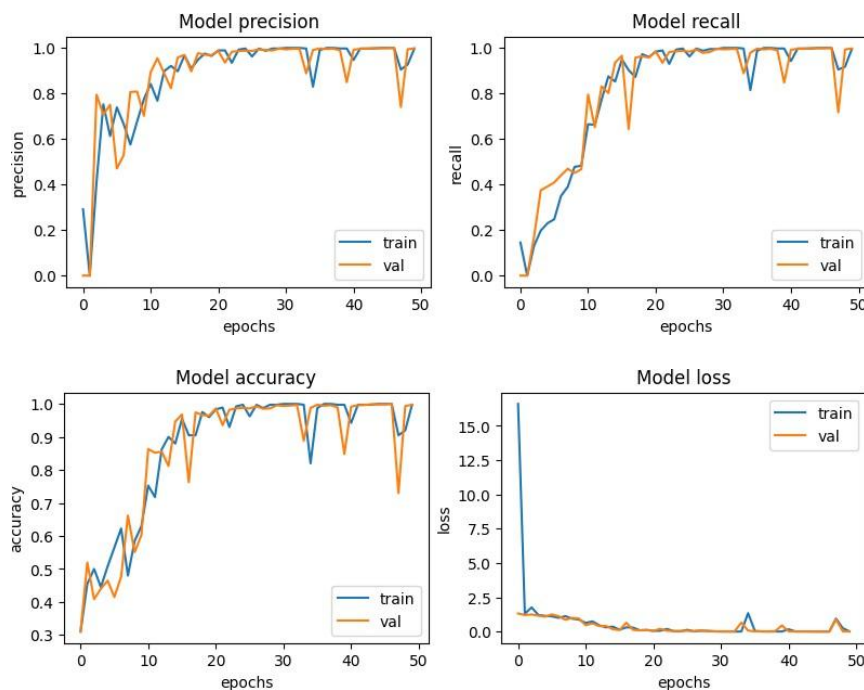 Model precision
1.0
0.8
0.6
0.4
0.2
0.0
precision
train
val
0 10 20 30 40 50
epochs
Model recall
1.0
0.8
0.6
0.4
0.2
0.0
recall
train
val
0 10 20 30 40 50
epochs
Model accuracy
1.0
0.9
0.8
0.7
0.6
0.5
0.4
0.3
accuracy
train
val
0 10 20 30 40 50
epochs
Model loss
15.0
12.5
10.0
7.5
5.0
2.5
0.0
loss
train
val
0 10 20 30 40 50
epochs